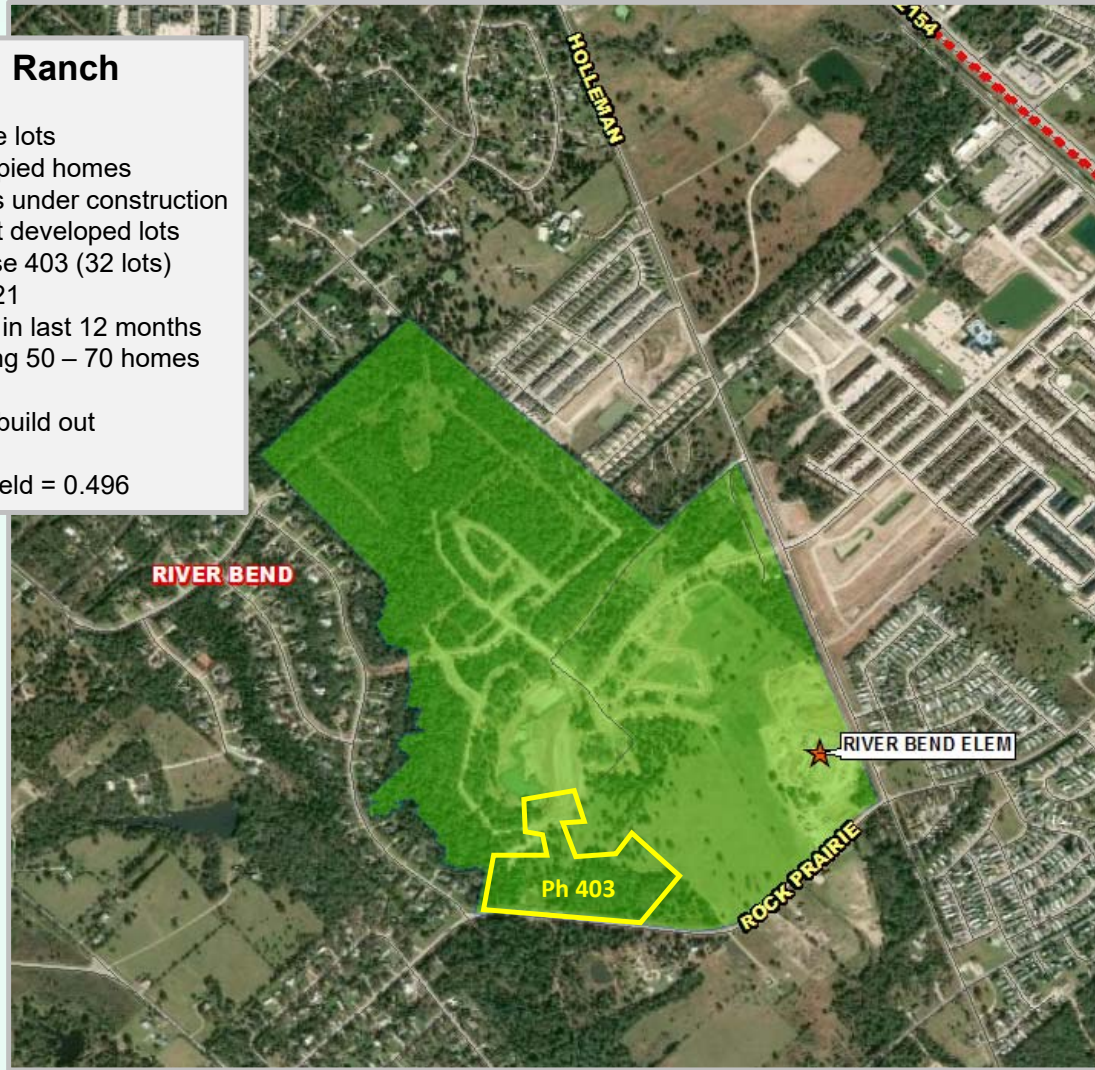 Ranch
e lots
pied homes
s under construction
t developed lots
se 403 (32 lots)
21
in last 12 months
ng 50 – 70 homes
build out
eld = 0.496
HOLLEMAN
2154
RIVER BEND
RIVER BEND ELEM
ROCK PRAIRIE
Ph 403